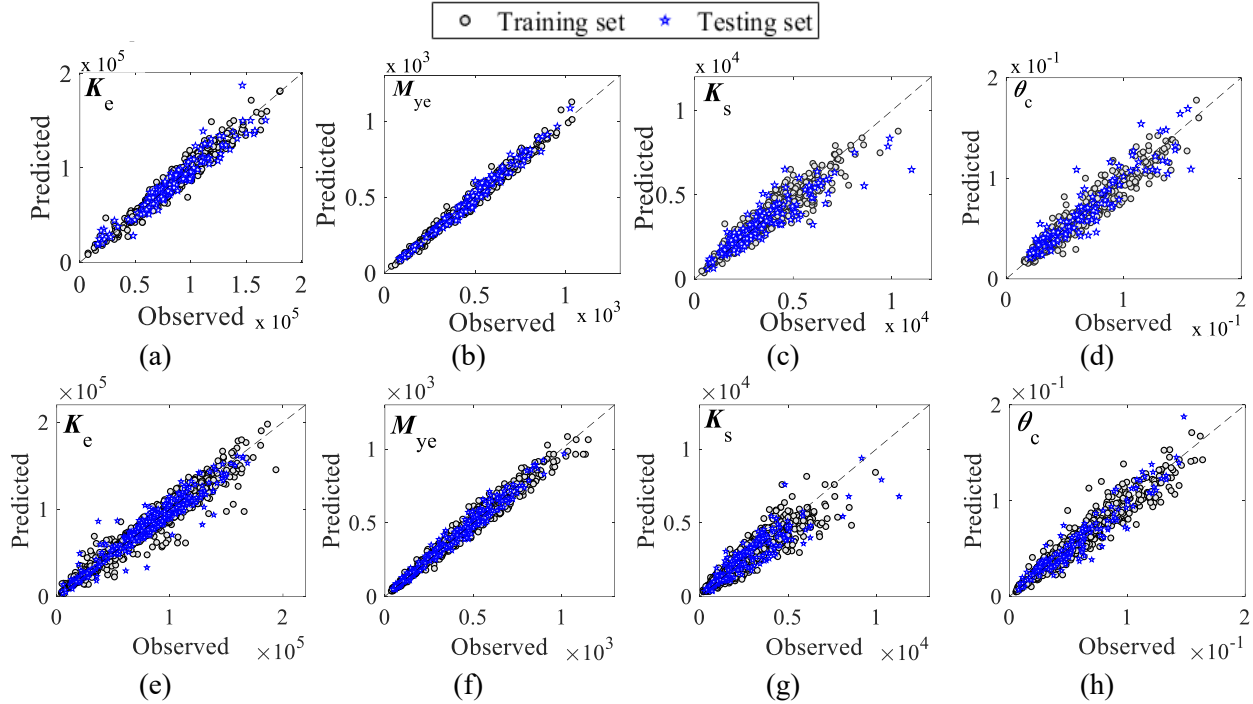 Training set Testing set
x 10^5
2
K_e
1
0
0 0.5 1 1.5 2
Predicted
Observed x 10^5
(a)
x 10^3
M_ye
1
0.5
0
0 0.5 1
Predicted
Observed x 10^3
(b)
x 10^4
K_s
1
0.5
0
0 0.5 1
Predicted
Observed x 10^4
(c)
x 10^-1
2
θ_c
1
0
0 1 2
Predicted
Observed x 10^-1
(d)
×10^5
2
K_e
1
0
0 1 2
Predicted
Observed ×10^5
(e)
×10^3
M_ye
1
0.5
0
0 0.5 1
Predicted
Observed ×10^3
(f)
×10^4
K_s
1
0.5
0
0 0.5 1
Predicted
Observed ×10^4
(g)
×10^-1
2
θ_c
1
0
0 1 2
Predicted
Observed ×10^-1
(h)